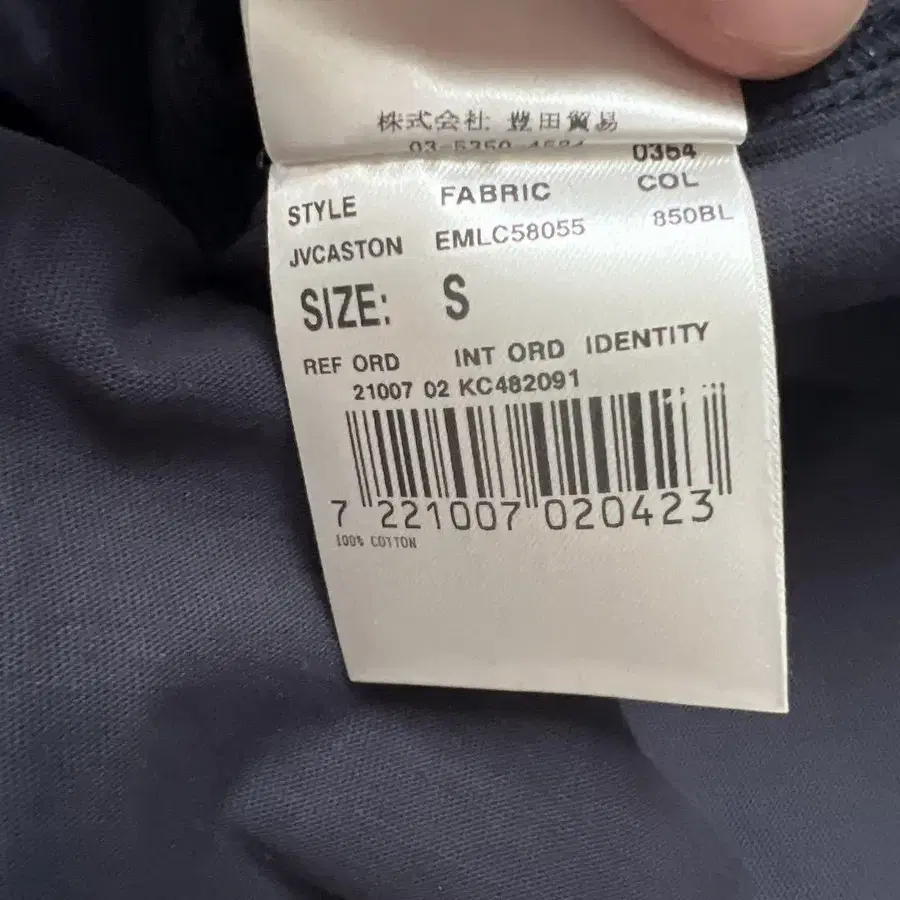 株式会社 豊田貿易
0364
STYLE FABRIC COL
JVCASTON EMLC58055 850BL
SIZE: S
REF ORD INT ORD IDENTITY
21007 02 KC482091
7 221007 020423
100% COTTON